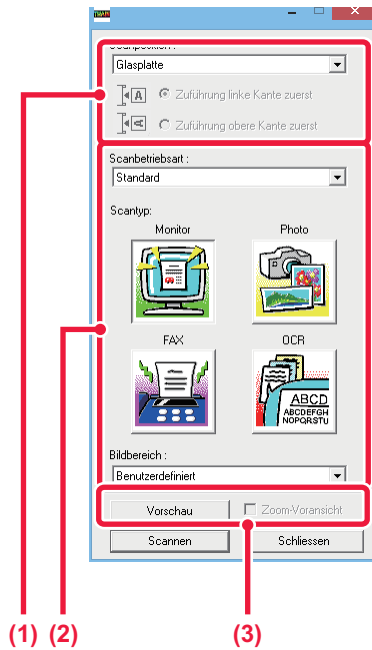 Scanposition :
Glasplatte
A Zuführung linke Kante zuerst
A Zuführung obere Kante zuerst
Scanbetriebsart :
Standard
Scantyp:
Monitor Photo
FAX OCR
ABCD
ABCDEFGH
NOPQRSTU
Bildbereich :
Benutzerdefiniert
Vorschau Zoom-Voransicht
Scannen Schliessen
(1) (2) (3)